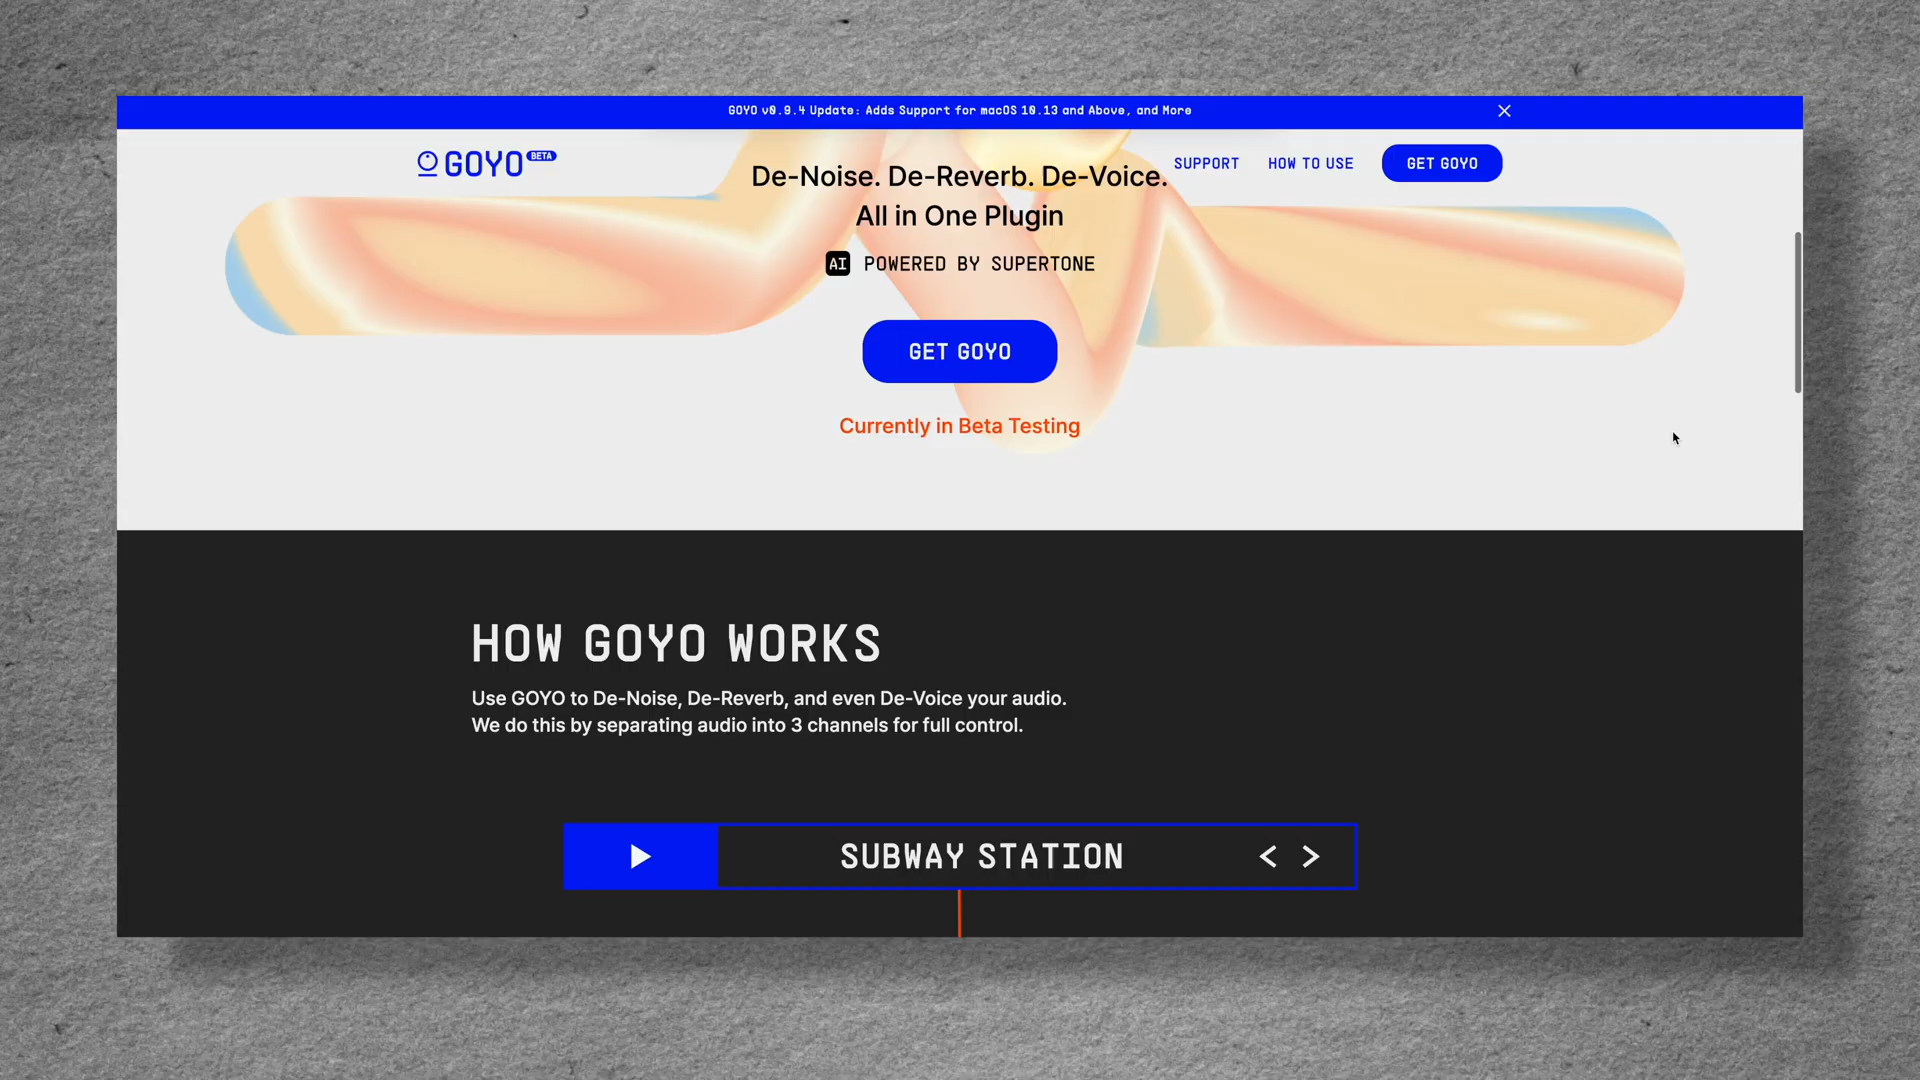 GOYO v0.9.4 Update: Adds Support for macOS 10.13 and Above, and More
GOYO BETA
SUPPORT
HOW TO USE
GET GOYO
De-Noise. De-Reverb. De-Voice.
All in One Plugin
AI POWERED BY SUPERTONE
GET GOYO
Currently in Beta Testing
HOW GOYO WORKS
Use GOYO to De-Noise, De-Reverb, and even De-Voice your audio.
We do this by separating audio into 3 channels for full control.
SUBWAY STATION